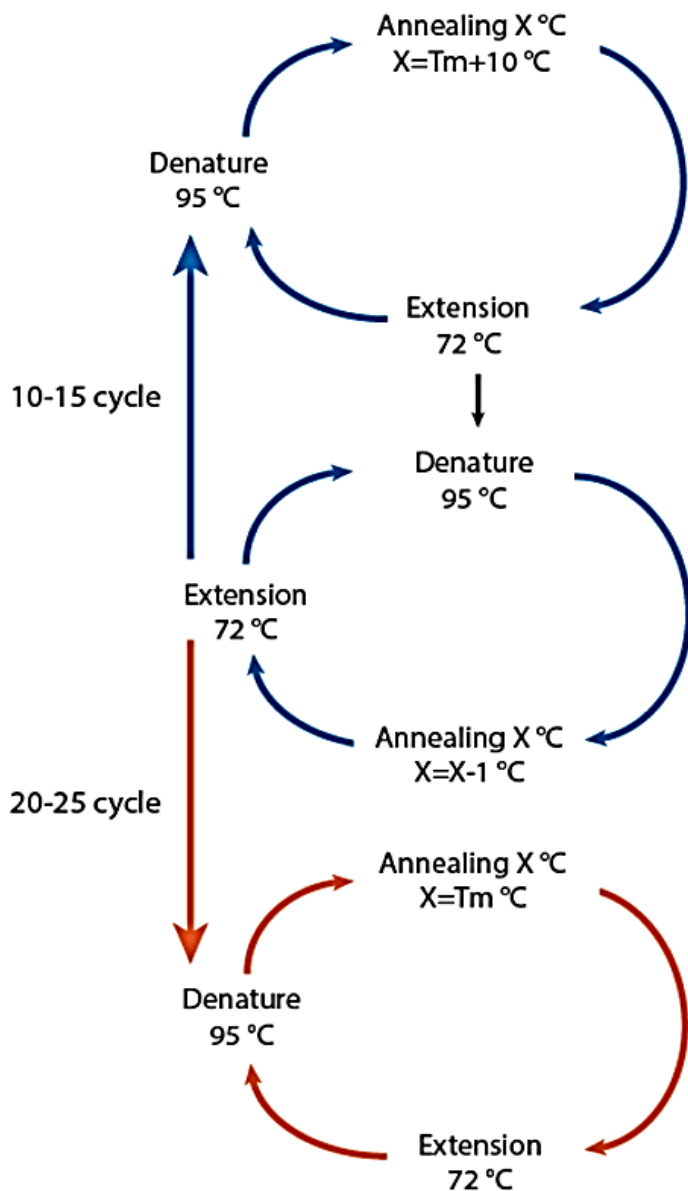 Annealing X °C
X=Tm+10 °C
Denature
95 °C
Extension
72 °C
10-15 cycle
Denature
95 °C
Extension
72 °C
Annealing X °C
X=X-1 °C
20-25 cycle
Annealing X °C
X=Tm °C
Denature
95 °C
Extension
72 °C